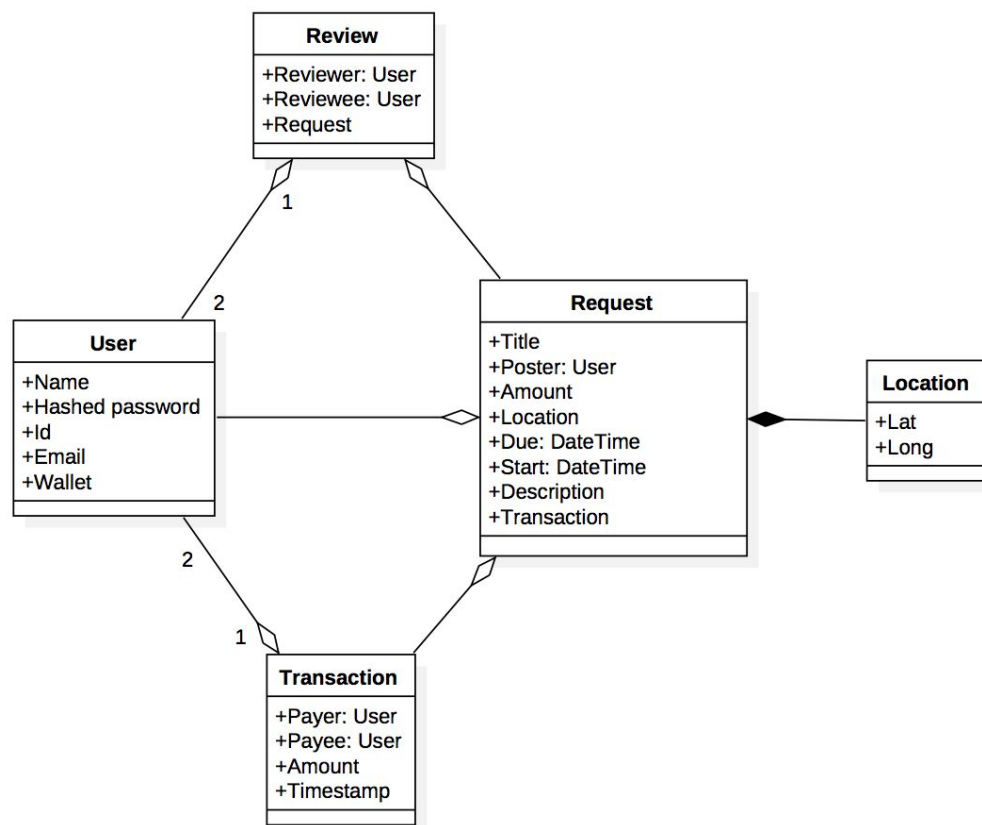 Review
+Reviewer: User
+Reviewee: User
+Request
1
2
User
+Name
+Hashed password
+Id
+Email
+Wallet
Request
+Title
+Poster: User
+Amount
+Location
+Due: DateTime
+Start: DateTime
+Description
+Transaction
Location
+Lat
+Long
2
1
Transaction
+Payer: User
+Payee: User
+Amount
+Timestamp